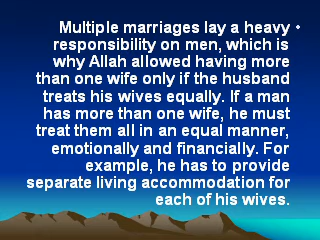 • Multiple marriages lay a heavy
responsibility on men, which is
why Allah allowed having more
than one wife only if the husband
treats his wives equally. If a man
has more than one wife, he must
treat them all in an equal manner,
emotionally and financially. For
example, he has to provide
separate living accommodation for
each of his wives.